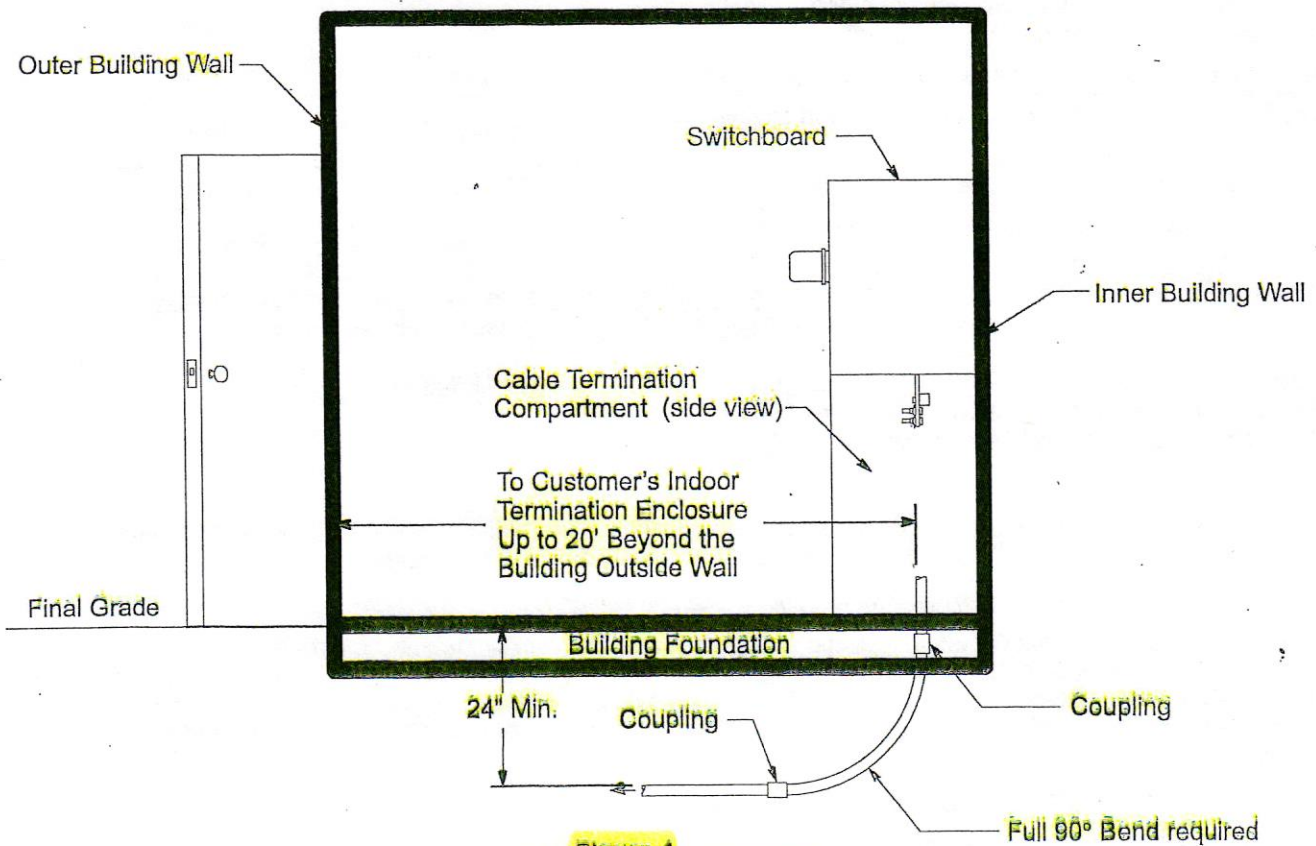 Outer Building Wall
Switchboard
Inner Building Wall
Cable Termination
Compartment (side view)
To Customer's Indoor
Termination Enclosure
Up to 20' Beyond the
Building Outside Wall
Final Grade
Building Foundation
24" Min.
Coupling
Coupling
Full 90° Bend required